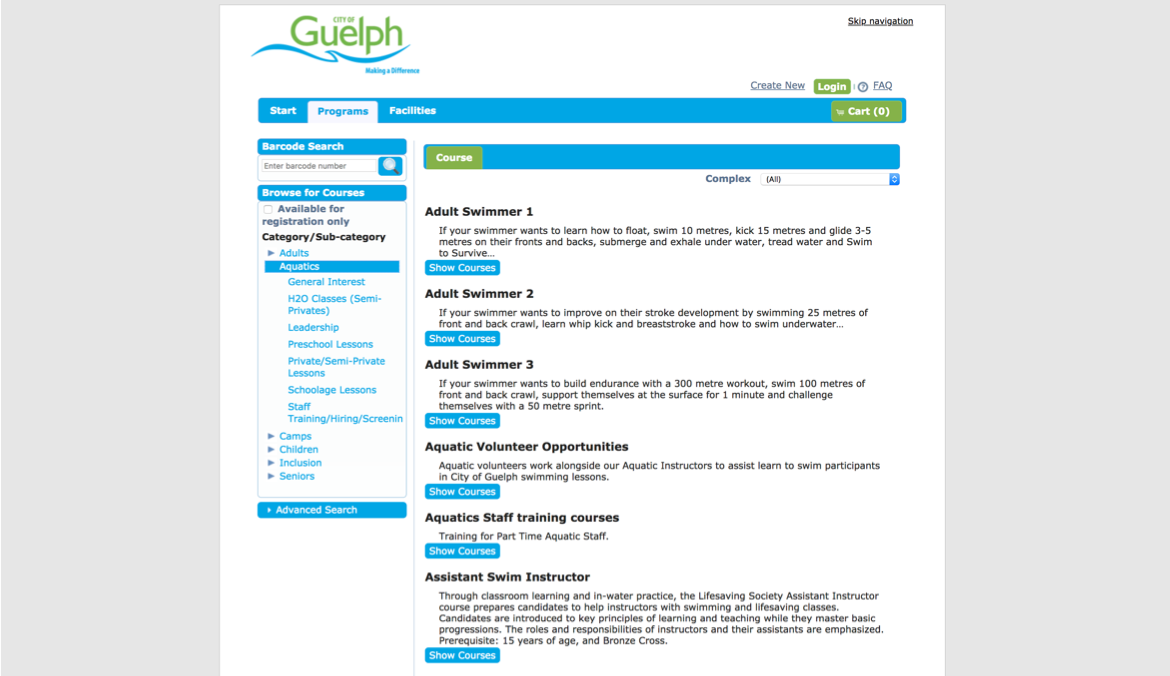 Skip navigation
CITY OF
Guelph
Making a Difference
Create New Login FAQ
Start Programs Facilities Cart (0)
Barcode Search
Enter barcode number
Browse for Courses
Available for
registration only
Category/Sub-category
Adults
Aquatics
General Interest
H2O Classes (Semi-
Privates)
Leadership
Preschool Lessons
Private/Semi-Private
Lessons
Schoolage Lessons
Staff
Training/Hiring/Screenin
Camps
Children
Inclusion
Seniors
Advanced Search
Course
Complex (All)
Adult Swimmer 1
If your swimmer wants to learn how to float, swim 10 metres, kick 15 metres and glide 3-5
metres on their fronts and backs, submerge and exhale under water, tread water and Swim
to Survive...
Show Courses
Adult Swimmer 2
If your swimmer wants to improve on their stroke development by swimming 25 metres of
front and back crawl, learn whip kick and breaststroke and how to swim underwater...
Show Courses
Adult Swimmer 3
If your swimmer wants to build endurance with a 300 metre workout, swim 100 metres of
front and back crawl, support themselves at the surface for 1 minute and challenge
themselves with a 50 metre sprint.
Show Courses
Aquatic Volunteer Opportunities
Aquatic volunteers work alongside our Aquatic Instructors to assist learn to swim participants
in City of Guelph swimming lessons.
Show Courses
Aquatics Staff training courses
Training for Part Time Aquatic Staff.
Show Courses
Assistant Swim Instructor
Through classroom learning and in-water practice, the Lifesaving Society Assistant Instructor
course prepares candidates to help instructors with swimming and lifesaving classes.
Candidates are introduced to key principles of learning and teaching while they master basic
progressions. The roles and responsibilities of instructors and their assistants are emphasized.
Prerequisite: 15 years of age, and Bronze Cross.
Show Courses